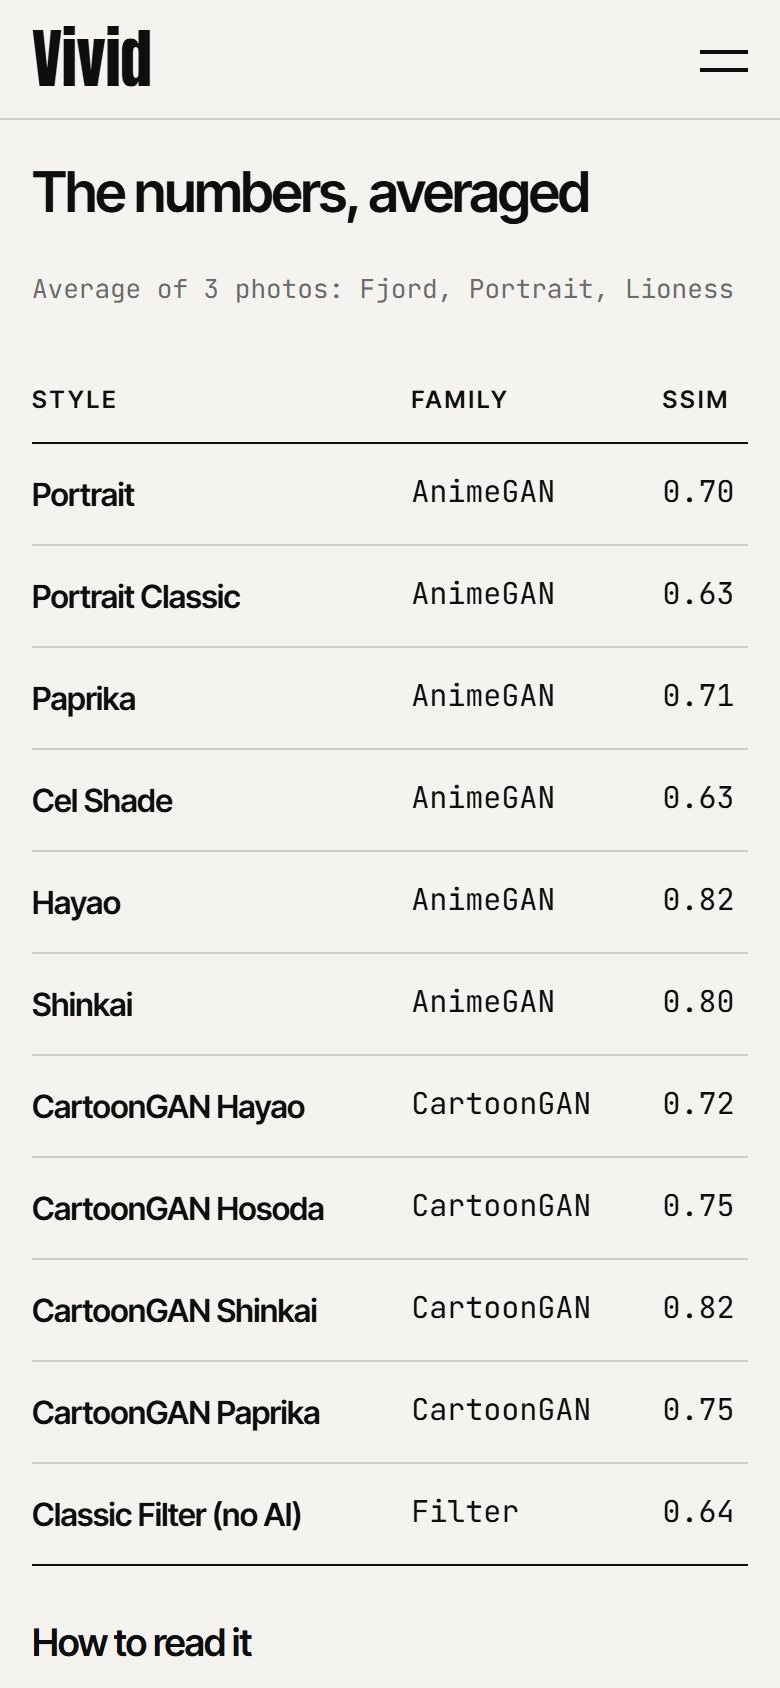 Vivid
The numbers, averaged
Average of 3 photos: Fjord, Portrait, Lioness
STYLE FAMILY SSIM
Portrait AnimeGAN 0.70
Portrait Classic AnimeGAN 0.63
Paprika AnimeGAN 0.71
Cel Shade AnimeGAN 0.63
Hayao AnimeGAN 0.82
Shinkai AnimeGAN 0.80
CartoonGAN Hayao CartoonGAN 0.72
CartoonGAN Hosoda CartoonGAN 0.75
CartoonGAN Shinkai CartoonGAN 0.82
CartoonGAN Paprika CartoonGAN 0.75
Classic Filter (no AI) Filter 0.64
How to read it